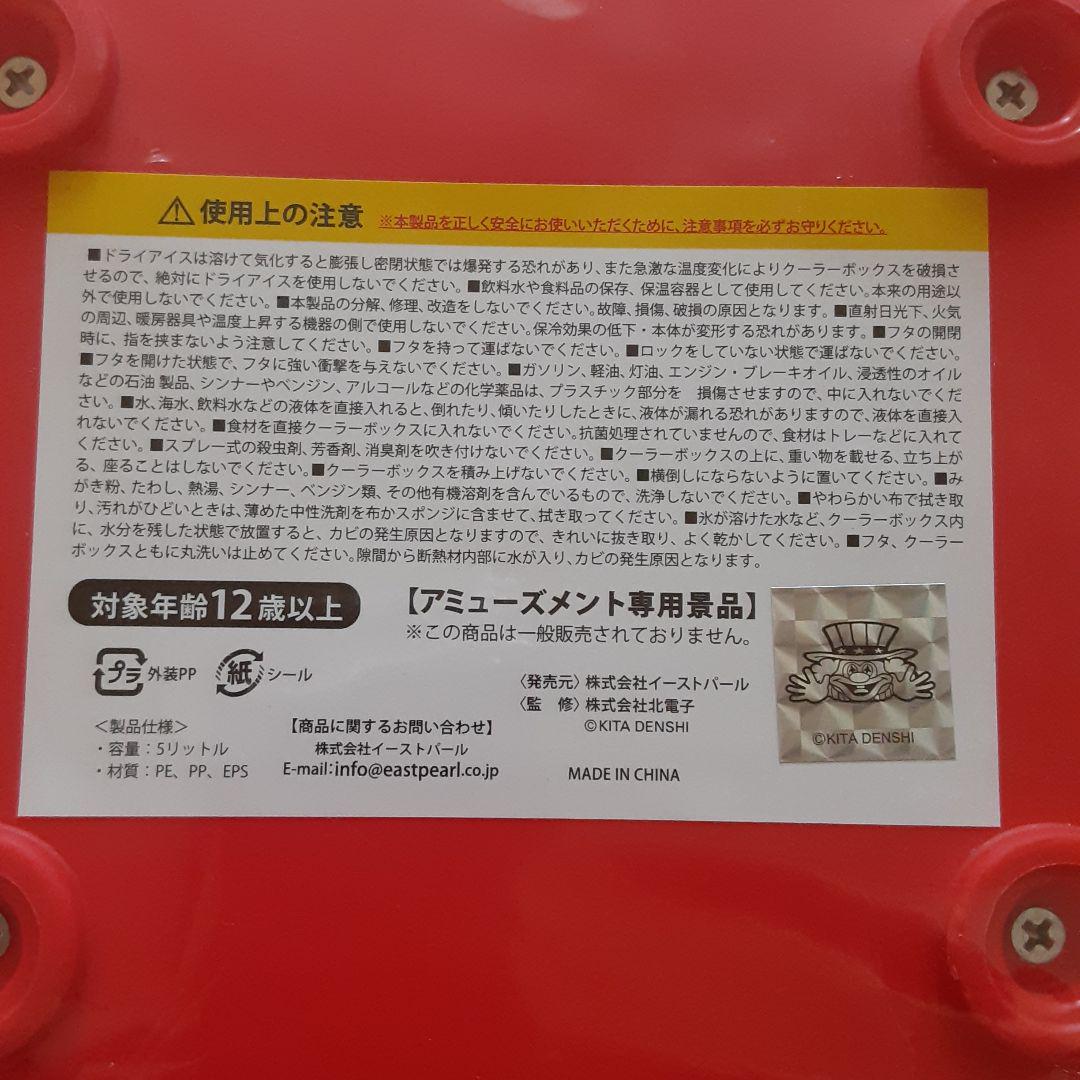 使用上の注意 ※本製品を正しく安全にお使いいただくために、注意事項を必ずお守りください。
■ドライアイスは溶けて気化すると膨張し密閉状態では爆発する恐れがあり、また急激な温度変化によりクーラーボックスを破損さ
せるので、絶対にドライアイスを使用しないでください。■飲料水や食料品の保存、保温容器として使用してください。本来の用途以
外で使用しないでください。■本製品の分解、修理、改造をしないでください。故障、損傷、破損の原因となります。■直射日光下、火気
の周辺、暖房器具や温度上昇する機器の側で使用しないでください。保冷効果の低下・本体が変形する恐れがあります。■フタの開閉
時に、指を挟まないよう注意してください。■フタを持って運ばないでください。■ロックをしていない状態で運ばないでください。
■フタを開けた状態で、フタに強い衝撃を与えないでください。■ガソリン、軽油、灯油、エンジン・ブレーキオイル、浸透性のオイル
などの石油 製品、シンナーやベンジン、アルコールなどの化学薬品は、プラスチック部分を　損傷させますので、中に入れないでくだ
さい。■水、海水、飲料水などの液体を直接入れると、倒れたり、傾いたりしたときに、液体が漏れる恐れがありますので、液体を直接入
れないでください。■食材を直接クーラーボックスに入れないでください。抗菌処理されていませんので、食材はトレーなどに入れて
ください。■スプレー式の殺虫剤、芳香剤、消臭剤を吹き付けないでください。■クーラーボックスの上に、重い物を載せる、立ち上が
る、座ることはしないでください。■クーラーボックスを積み上げないでください。■横倒しにならないように置いてください。■み
がき粉、たわし、熱湯、シンナー、ベンジン類、その他有機溶剤を含んでいるもので、洗浄しないでください。■やわらかい布で拭き取
り、汚れがひどいときは、薄めた中性洗剤を布かスポンジに含ませて、拭き取ってください。■氷が溶けた水など、クーラーボックス内
に、水分を残した状態で放置すると、カビの発生原因となりますので、きれいに抜き取り、よく乾かしてください。■フタ、クーラー
ボックスともに丸洗いは止めてください。隙間から断熱材内部に水が入り、カビの発生原因となります。
対象年齢12歳以上
【アミューズメント専用景品】
※この商品は一般販売されておりません。
プラ 外装PP 紙 シール
〈発売元〉株式会社イーストパール
〈監　修〉株式会社北電子
©KITA DENSHI
＜製品仕様＞
・容量：5リットル
・材質：PE、PP、EPS
【商品に関するお問い合わせ】
株式会社イーストパール
E-mail:info@eastpearl.co.jp
MADE IN CHINA
©KITA DENSHI